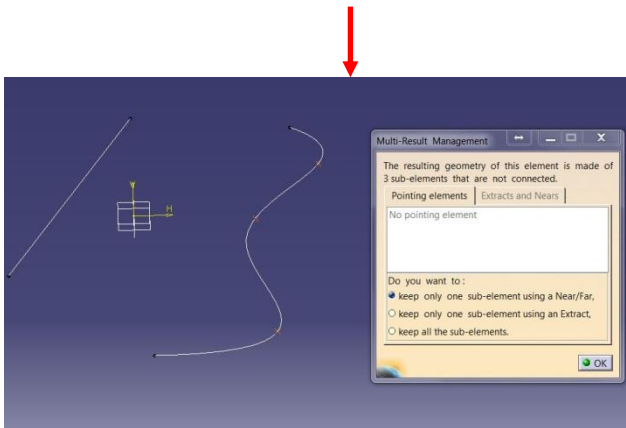 Multi-Result Management
The resulting geometry of this element is made of
3 sub-elements that are not connected.
Pointing elements
Extracts and Nears
No pointing element
Do you want to :
keep only one sub-element using a Near/Far,
keep only one sub-element using an Extract,
keep all the sub-elements.
OK
V
H